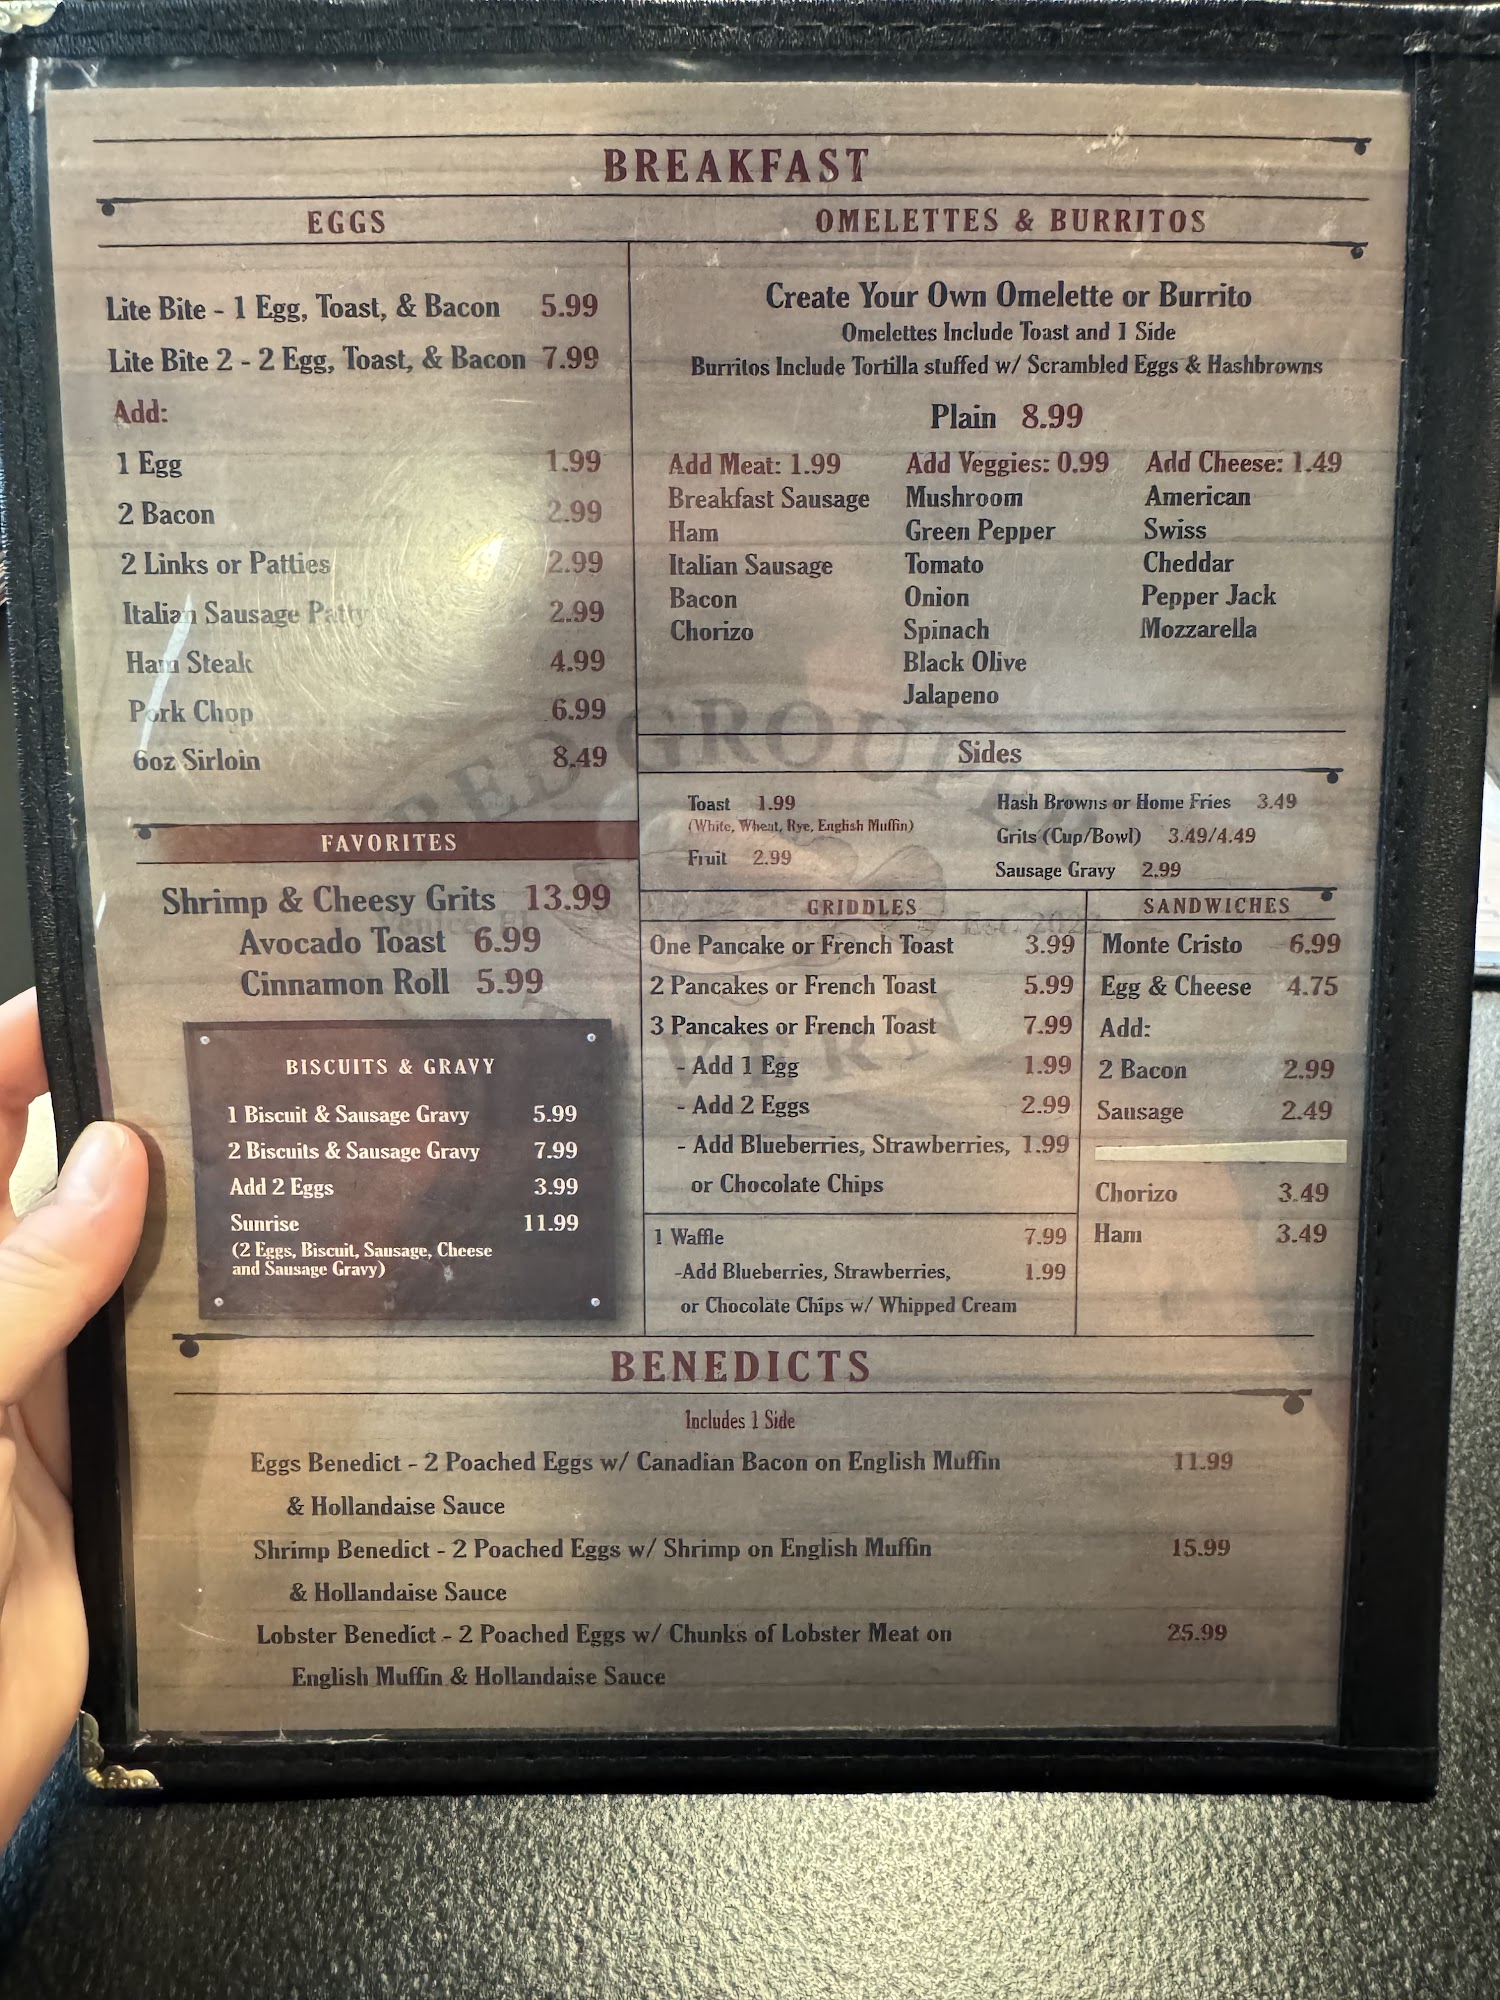 BREAKFAST
EGGS
Lite Bite - 1 Egg, Toast, & Bacon 5.99
Lite Bite 2 - 2 Egg, Toast, & Bacon 7.99
Add:
1 Egg 1.99
2 Bacon 2.99
2 Links or Patties 2.99
Italian Sausage Patty 2.99
Ham Steak 4.99
Pork Chop 6.99
6oz Sirloin 8.49
FAVORITES
Shrimp & Cheesy Grits 13.99
Avocado Toast 6.99
Cinnamon Roll 5.99
BISCUITS & GRAVY
1 Biscuit & Sausage Gravy 5.99
2 Biscuits & Sausage Gravy 7.99
Add 2 Eggs 3.99
Sunrise 11.99
(2 Eggs, Biscuit, Sausage, Cheese
and Sausage Gravy)
OMELETTES & BURRITOS
Create Your Own Omelette or Burrito
Omelettes Include Toast and 1 Side
Burritos Include Tortilla stuffed w/ Scrambled Eggs & Hashbrowns
Plain 8.99
Add Meat: 1.99
Breakfast Sausage
Ham
Italian Sausage
Bacon
Chorizo
Add Veggies: 0.99
Mushroom
Green Pepper
Tomato
Onion
Spinach
Black Olive
Jalapeno
Add Cheese: 1.49
American
Swiss
Cheddar
Pepper Jack
Mozzarella
Sides
Toast 1.99
(White, Wheat, Rye, English Muffin)
Fruit 2.99
Hash Browns or Home Fries 3.49
Grits (Cup/Bowl) 3.49/4.49
Sausage Gravy 2.99
GRIDDLES
One Pancake or French Toast 3.99
2 Pancakes or French Toast 5.99
3 Pancakes or French Toast 7.99
- Add 1 Egg 1.99
- Add 2 Eggs 2.99
- Add Blueberries, Strawberries, 1.99
or Chocolate Chips
1 Waffle 7.99
-Add Blueberries, Strawberries, 1.99
or Chocolate Chips w/ Whipped Cream
SANDWICHES
Monte Cristo 6.99
Egg & Cheese 4.75
Add:
2 Bacon 2.99
Sausage 2.49
Chorizo 3.49
Ham 3.49
BENEDICTS
Includes 1 Side
Eggs Benedict - 2 Poached Eggs w/ Canadian Bacon on English Muffin 11.99
& Hollandaise Sauce
Shrimp Benedict - 2 Poached Eggs w/ Shrimp on English Muffin 15.99
& Hollandaise Sauce
Lobster Benedict - 2 Poached Eggs w/ Chunks of Lobster Meat on 25.99
English Muffin & Hollandaise Sauce
RED GROUPER
Est. 2022